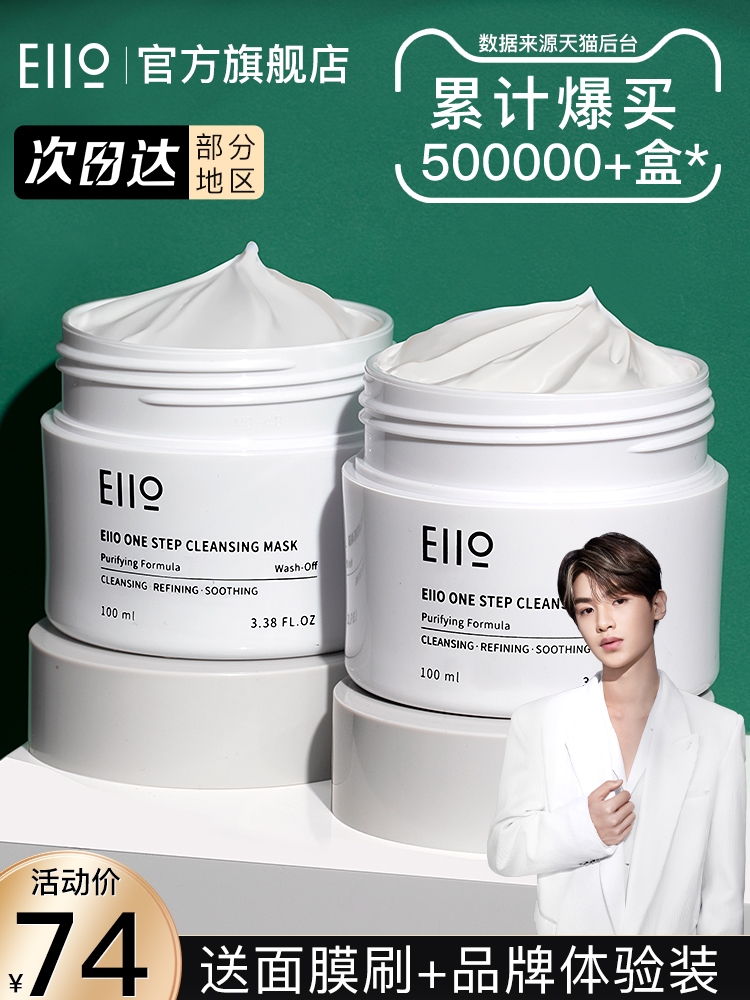 EIIO 官方旗舰店
次日达
部分
地区
数据来源天猫后台
累计爆买
500000+盒*
EIIO
EIIO ONE STEP CLEANSING MASK
Purifying Formula Wash-Off
CLEANSING·REFINING·SOOTHING
100 ml 3.38 FL.OZ
EIIO
EIIO ONE STEP CLEANS
Purifying Formula
CLEANSING·REFINING·SOOTHING
100 ml 3.
活动价
¥74
送面膜刷+品牌体验装